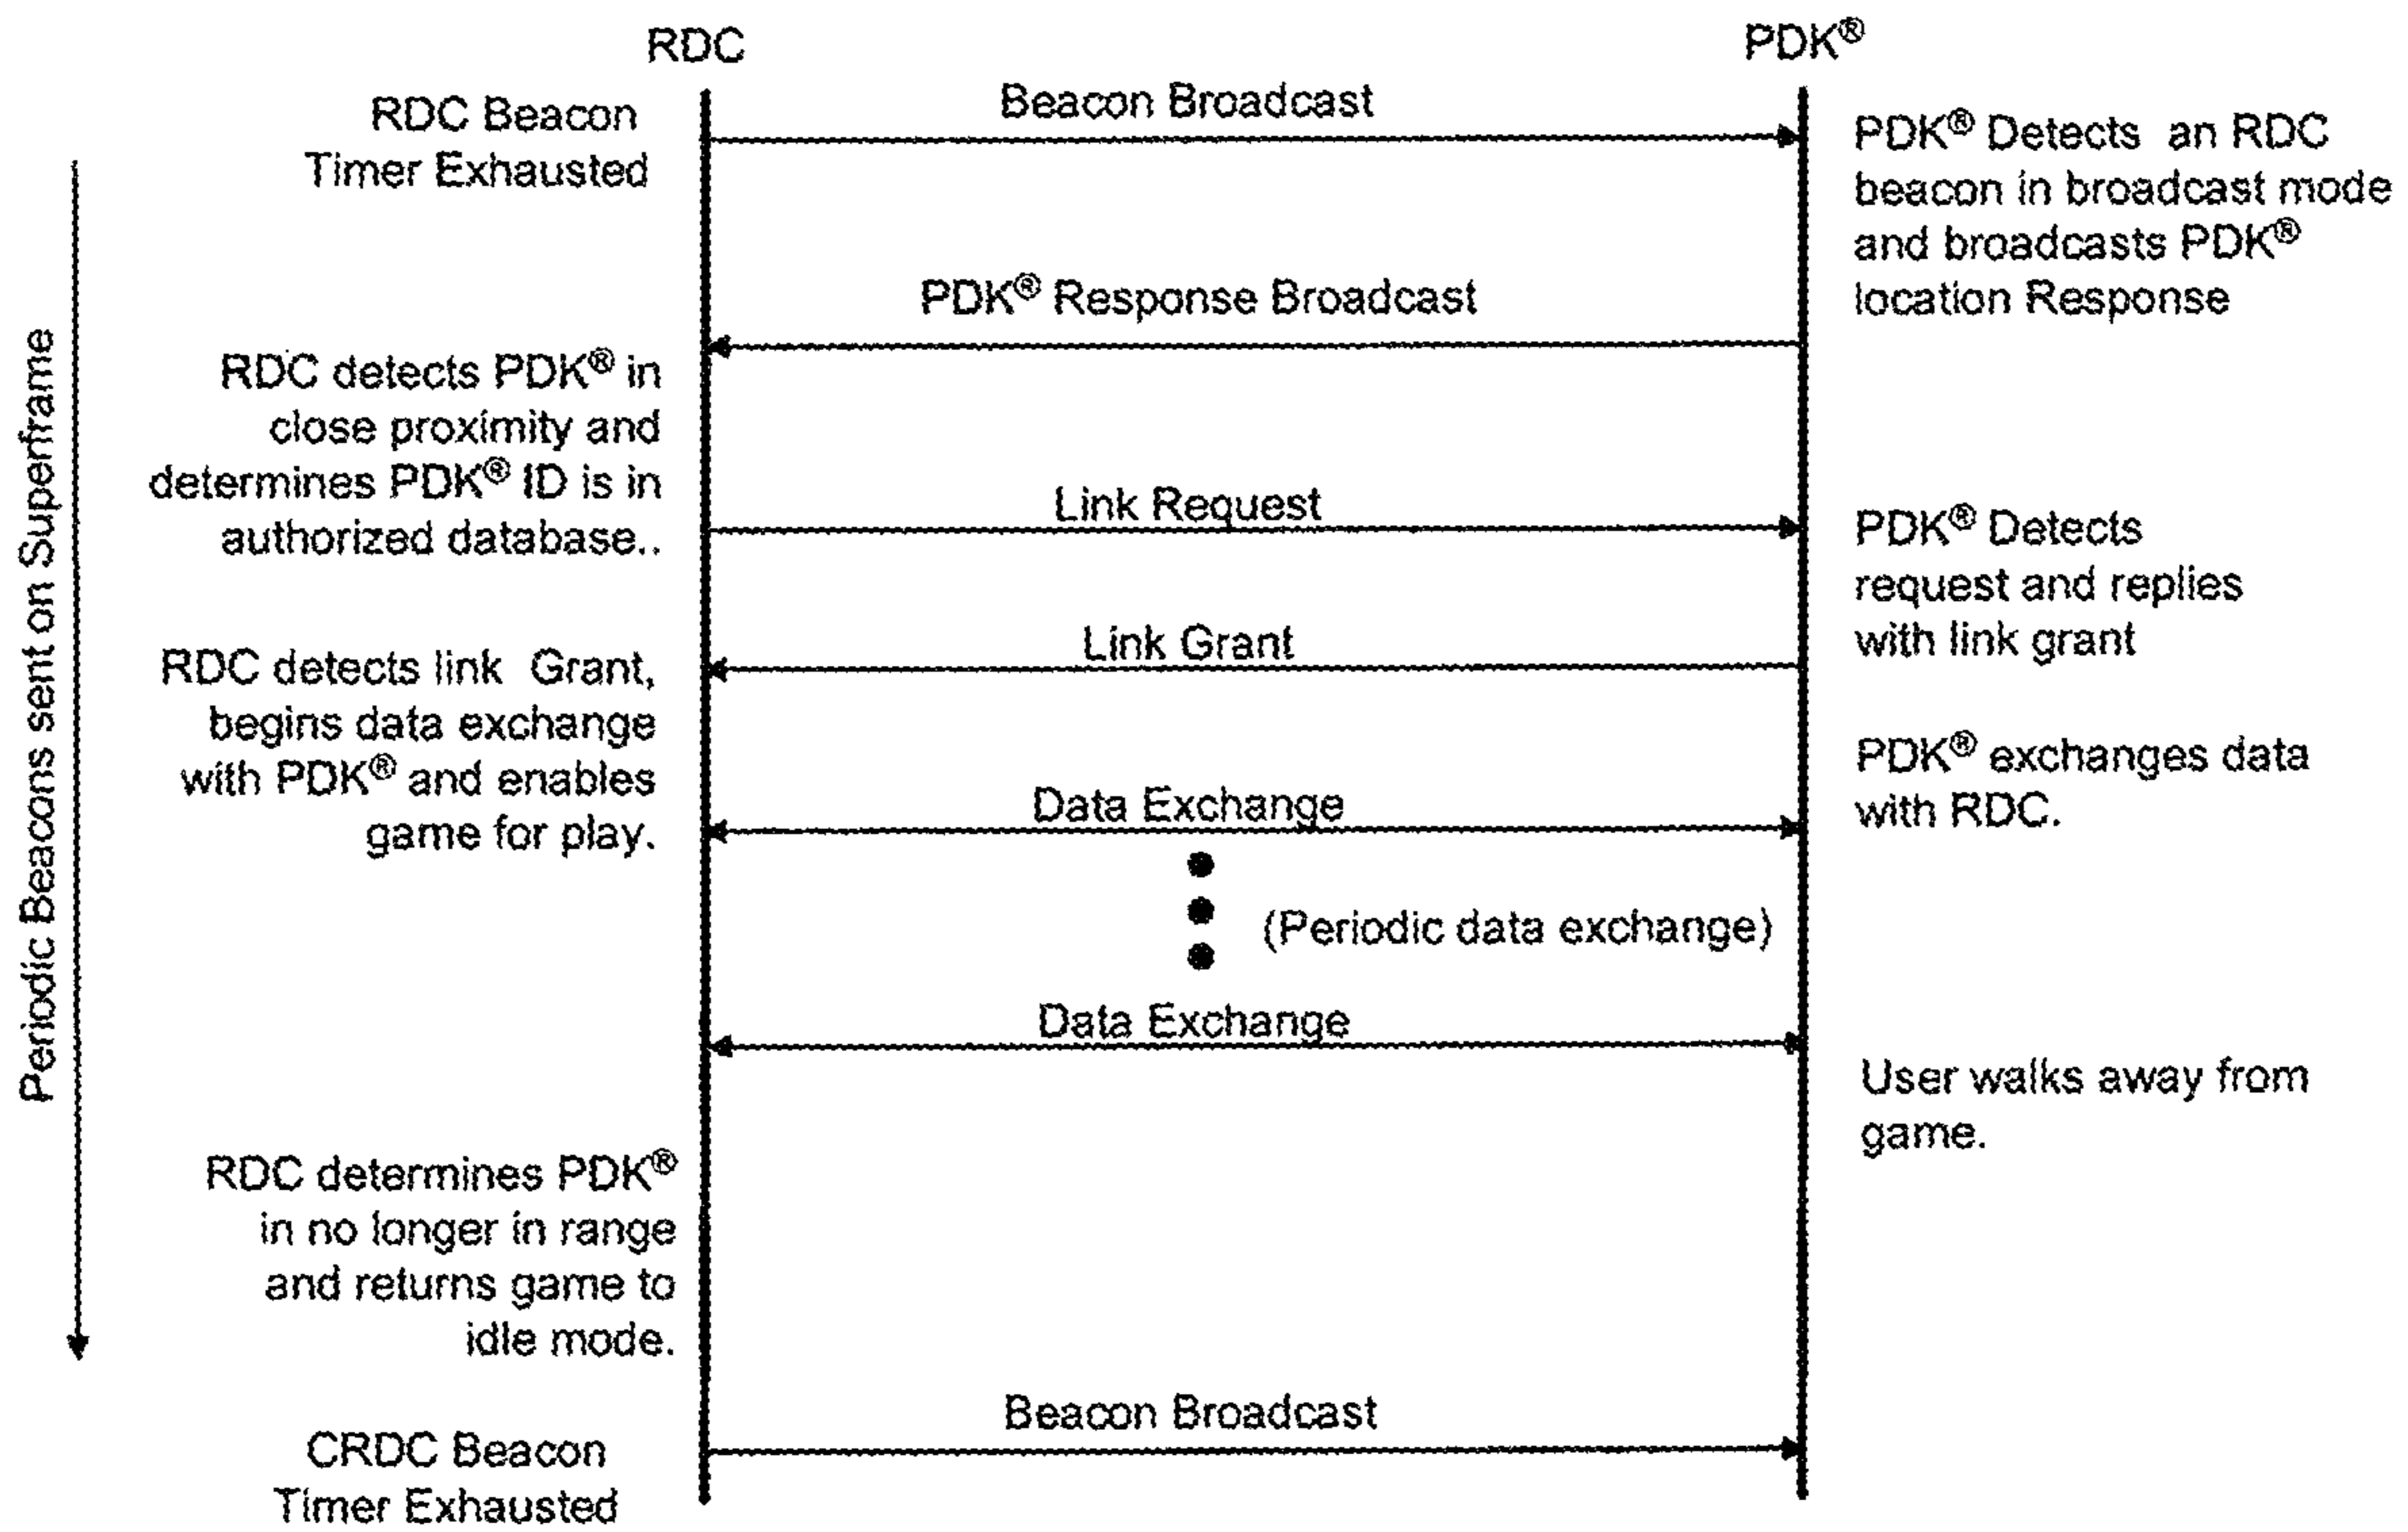 RDC
PDK®
RDC Beacon
Timer Exhausted
Beacon Broadcast
PDK® Detects an RDC
beacon in broadcast mode
and broadcasts PDK®
location Response
PDK® Response Broadcast
RDC detects PDK® in
close proximity and
determines PDK® ID is in
authorized database..
Link Request
PDK® Detects
request and replies
with link grant
Link Grant
RDC detects link Grant,
begins data exchange
with PDK® and enables
game for play.
PDK® exchanges data
with RDC.
Data Exchange
(Periodic data exchange)
Data Exchange
User walks away from
game.
RDC determines PDK®
in no longer in range
and returns game to
idle mode.
Beacon Broadcast
CRDC Beacon
Timer Exhausted
Periodic Beacons sent on Superframe